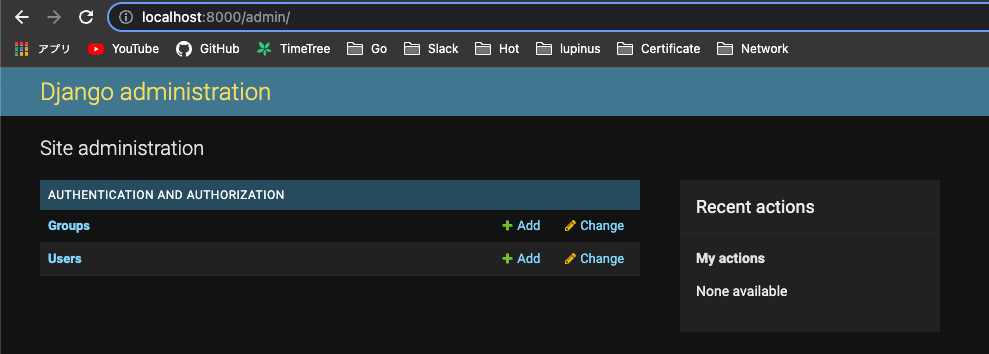 localhost:8000/admin/
アプリ YouTube GitHub TimeTree Go Slack Hot lupinus Certificate Network
Django administration
Site administration
AUTHENTICATION AND AUTHORIZATION
Groups Add Change
Users Add Change
Recent actions
My actions
None available